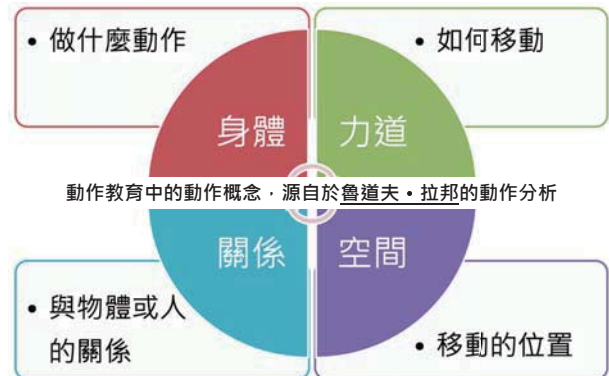 • 做什麼動作
• 如何移動
身體
力道
動作教育中的動作概念，源自於魯道夫•拉邦的動作分析
關係
空間
• 與物體或人
的關係
• 移動的位置